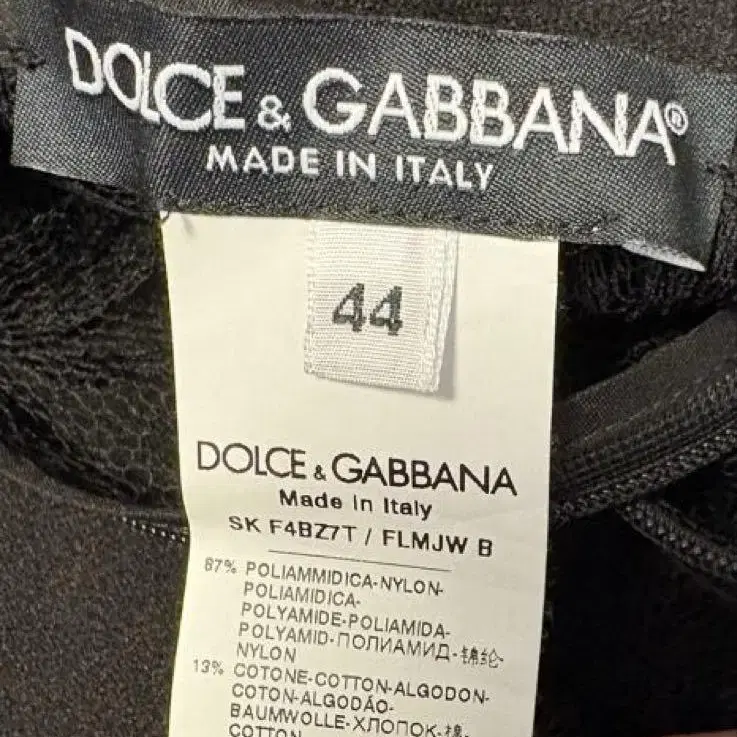 DOLCE & GABBANA®
MADE IN ITALY
44
DOLCE & GABBANA
Made in Italy
SK F4BZ7T / FLMJW B
87% POLIAMMIDICA-NYLON-
POLIAMIDICA-
POLYAMIDE-POLIAMIDA-
POLYAMID-ПОЛИАМИД-锦纶-
NYLON
13% COTONE-COTTON-ALGODON-
COTON-ALGODÃO-
BAUMWOLLE-ХЛОПОК-棉-
COTTON